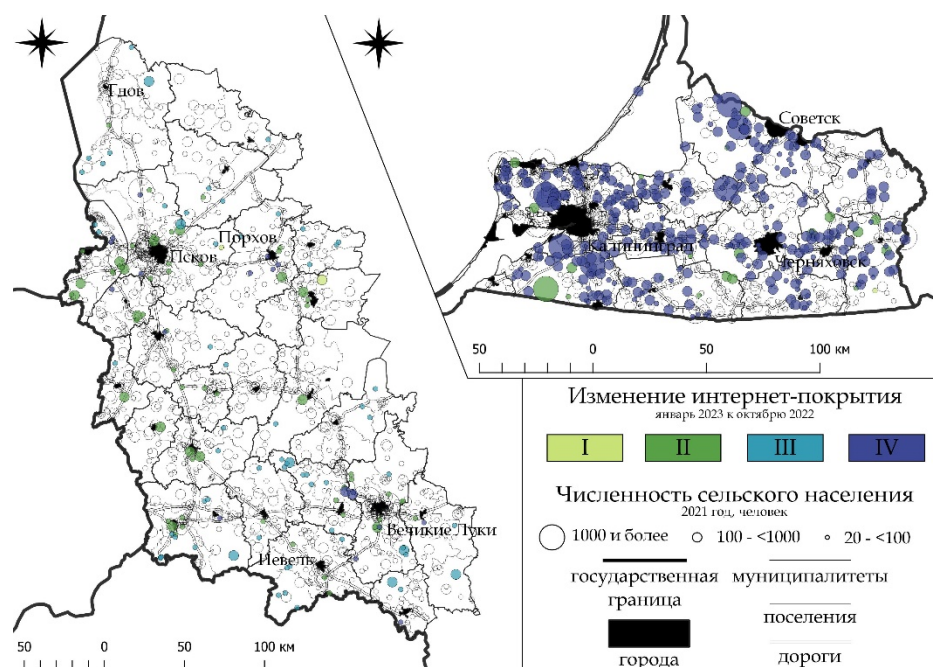 Гдов
Порхов
Псков
Вечикие Луки
Невель
Советск
Калининград
Черняховск
50 0 50 100 км
50 0 50 100 км
Изменение интернет-покрытия
январь 2023 к октябрю 2022
I II III IV
Численность сельского населения
2021 год, человек
1000 и более 100 - <1000 20 - <100
государственная граница
муниципалитеты
поселения
города
дороги